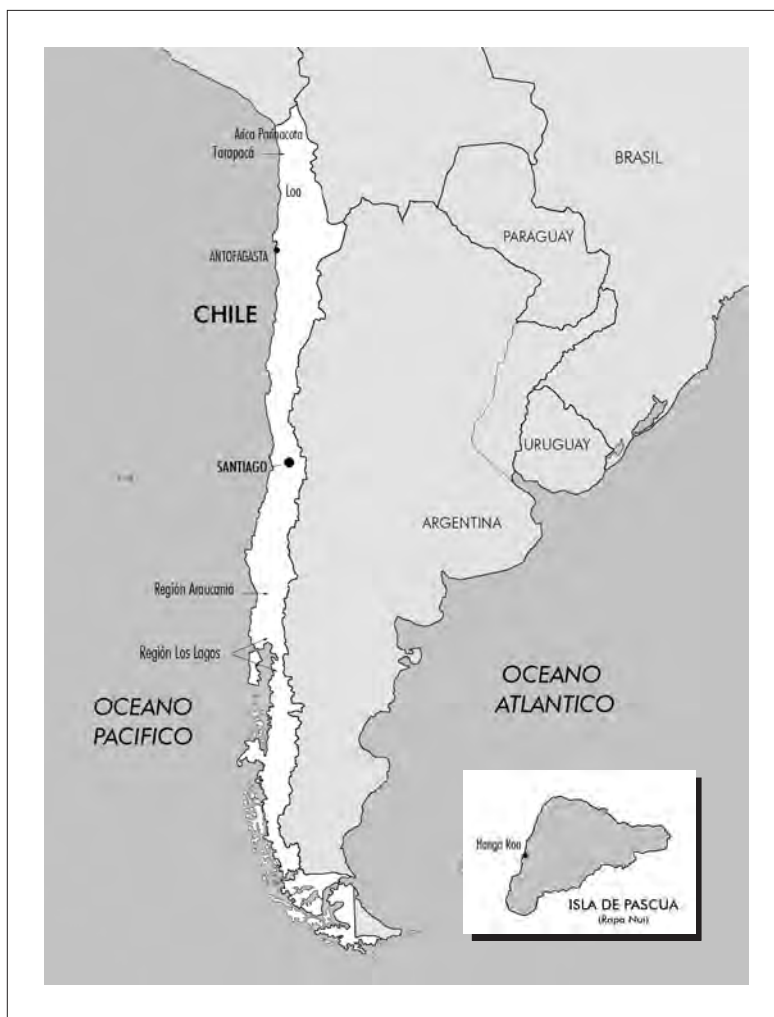 Arica Parinacota
Tarapacá
Loa
BRASIL
PARAGUAY
ANTOFAGASTA
CHILE
URUGUAY
SANTIAGO
ARGENTINA
Región Araucanía
Región Los Lagos
OCEANO
PACIFICO
OCEANO
ATLANTICO
Hanga Roa
ISLA DE PASCUA
(Rapa Nui)